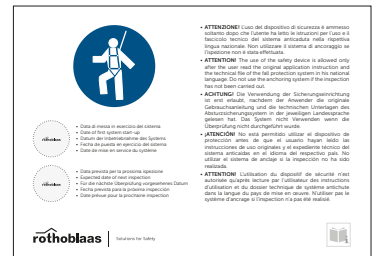 • ATTENZIONE! L'uso del dispositivo di sicurezza è ammesso
soltanto dopo che l'utente ha letto le istruzioni per l'uso e il
fascicolo tecnico del sistema anticaduta nella repettiva
lingua nazionale. Non utilizzare il sistema di ancoraggio se
l'ispezione non è stata effettuata.
• ATTENTION! The use of the safety device is allowed only
after the user read the original application instruction and
the technical file of the fall protection system in his national
language. Do not use the anchoring system if the inspection
has not been carried out.
• ACHTUNG! Die Verwendung der Sicherungseinrichtung
ist erst erlaubt, nachdem der Anwender die originale
Gebrauchsanleitung und die technischen Unterlagen des
Absturzsicherungssystem in der jeweiligen Landessprache
gelesen hat. Das System nicht Verwenden wenn die
Überprüfung nicht durchgeführt wurde.
• ¡ATENCIÓN! No está permitido utilizar el dispositivo de
protección antes de que el usuario hayan leído las
instrucciones de uso originales y el expediente técnico del
sistema anticaídas en el idioma del respectivo país. No
utilizar el sistema de anclaje si la inspección no ha sido
realizada.
• ATTENTION! L'utilisation du dispositif de sécurité n'est
autorisée qu'après lecture par l'utilisateur des instructions
d'utilisation et du dossier technique de système antichute
dans la langue du pays de mise en œuvre. N'utilisez pas le
système d'ancrage si l'inspection n'a pas été realisé.
rothoblaas
• Data di messa in esercizio del sistema
• Date of first system start-up
• Datum der Inbetriebnahme des Systems
• Fecha de puesta en ejercicio del sistema
• Date de mise en service du système
rothoblaas
• Data prevista per la prossima ispezione
• Expected date of next inspection
• Für die nächste Überprüfung vorgesehenes Datum
• Fecha prevista para la próxima inspección
• Date prévue pour la prochaine inspection
rothoblaas
Solutions for Safety